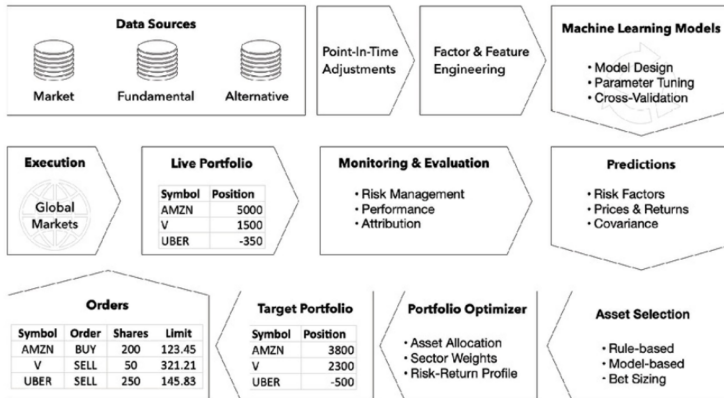 Data Sources
Market
Fundamental
Alternative
Point-In-Time
Adjustments
Factor & Feature
Engineering
Machine Learning Models
• Model Design
• Parameter Tuning
• Cross-Validation
Execution
Global
Markets
Live Portfolio
Symbol Position
AMZN 5000
V 1500
UBER -350
Monitoring & Evaluation
• Risk Management
• Performance
• Attribution
Predictions
• Risk Factors
• Prices & Returns
• Covariance
Orders
Symbol Order Shares Limit
AMZN BUY 200 123.45
V SELL 50 321.21
UBER SELL 250 145.83
Target Portfolio
Symbol Position
AMZN 3800
V 2300
UBER -500
Portfolio Optimizer
• Asset Allocation
• Sector Weights
• Risk-Return Profile
Asset Selection
• Rule-based
• Model-based
• Bet Sizing